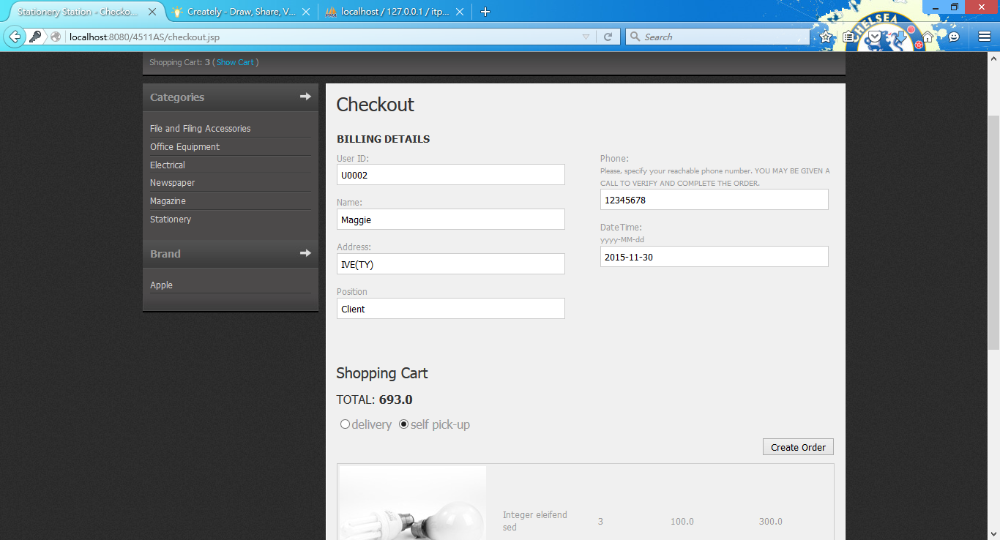 Stationery Station - Checko...
Creately - Draw, Share, V...
localhost / 127.0.0.1 / itp...
localhost:8080/4511AS/checkout.jsp
Search
CHELSEA
Shopping Cart: 3 ( Show Cart )
Categories
File and Filing Accessories
Office Equipment
Electrical
Newspaper
Magazine
Stationery
Brand
Apple
Checkout
BILLING DETAILS
User ID:
U0002
Name:
Maggie
Address:
IVE(TY)
Position
Client
Phone:
Please, specify your reachable phone number. YOU MAY BE GIVEN A
CALL TO VERIFY AND COMPLETE THE ORDER.
12345678
DateTime:
yyyy-MM-dd
2015-11-30
Shopping Cart
TOTAL: 693.0
delivery self pick-up
Create Order
Integer eleifend
sed
3 100.0 300.0